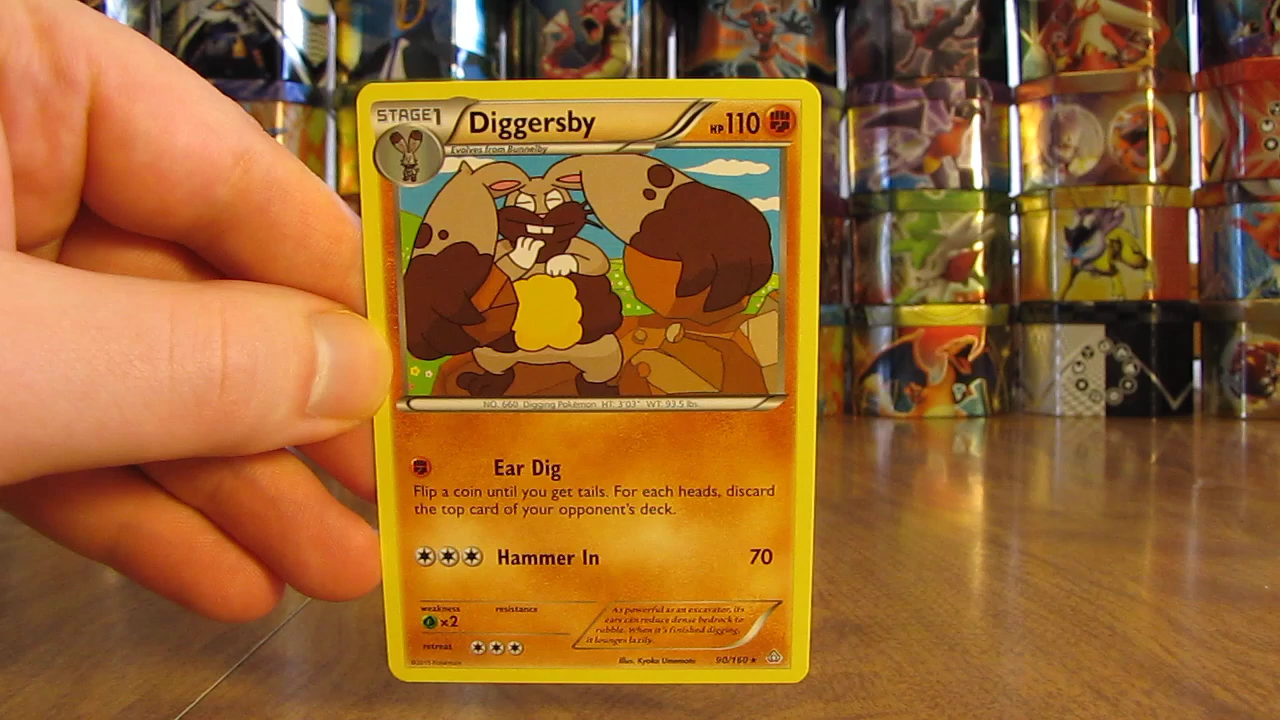 STAGE1 Diggersby HP110
Evolves from Bunnelby
NO. 660 Digging Pokémon HT: 3'03" WT: 93.5 lbs.
Ear Dig
Flip a coin until you get tails. For each heads, discard
the top card of your opponent's deck.
Hammer In 70
weakness resistance
×2
retreat
As powerful as an excavator, its
ears can reduce dense bedrock to
rubble. When it's finished digging,
it lounges lazily.
©2015 Pokémon Illus. Kyoko Umemoto 90/160 ★